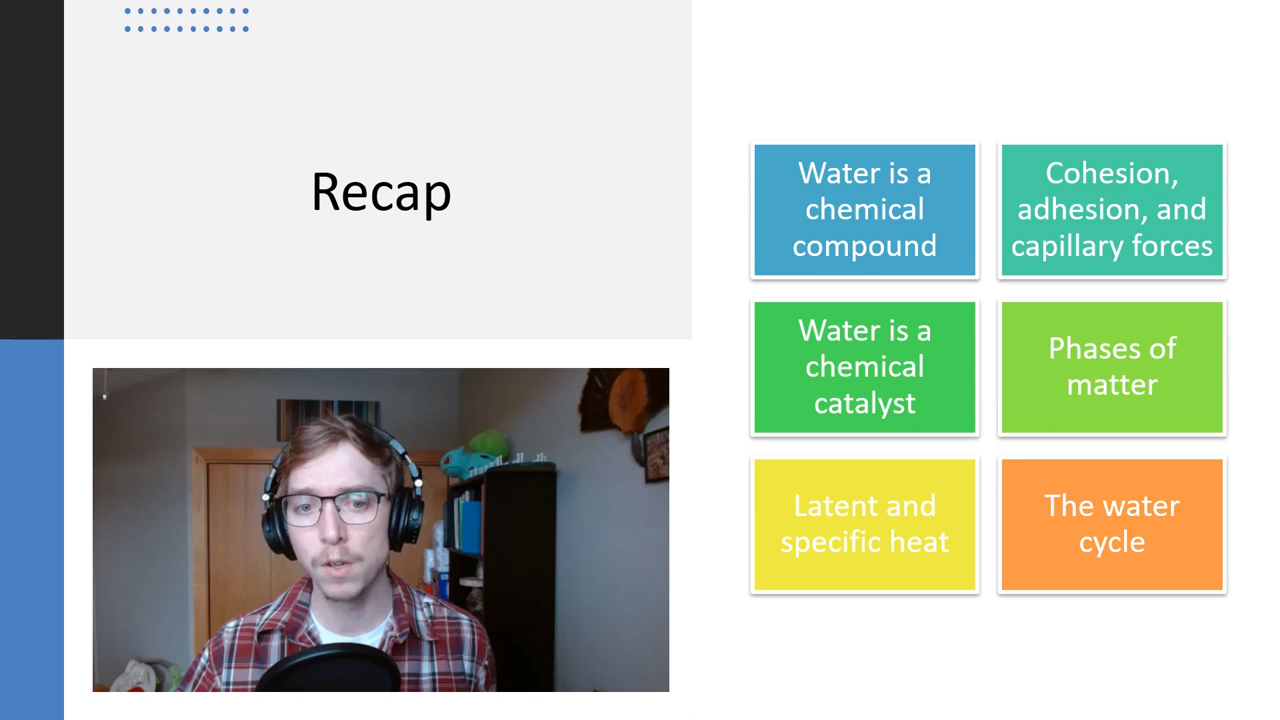 Recap
Water is a
chemical
compound
Cohesion,
adhesion, and
capillary forces
Water is a
chemical
catalyst
Phases of
matter
Latent and
specific heat
The water
cycle